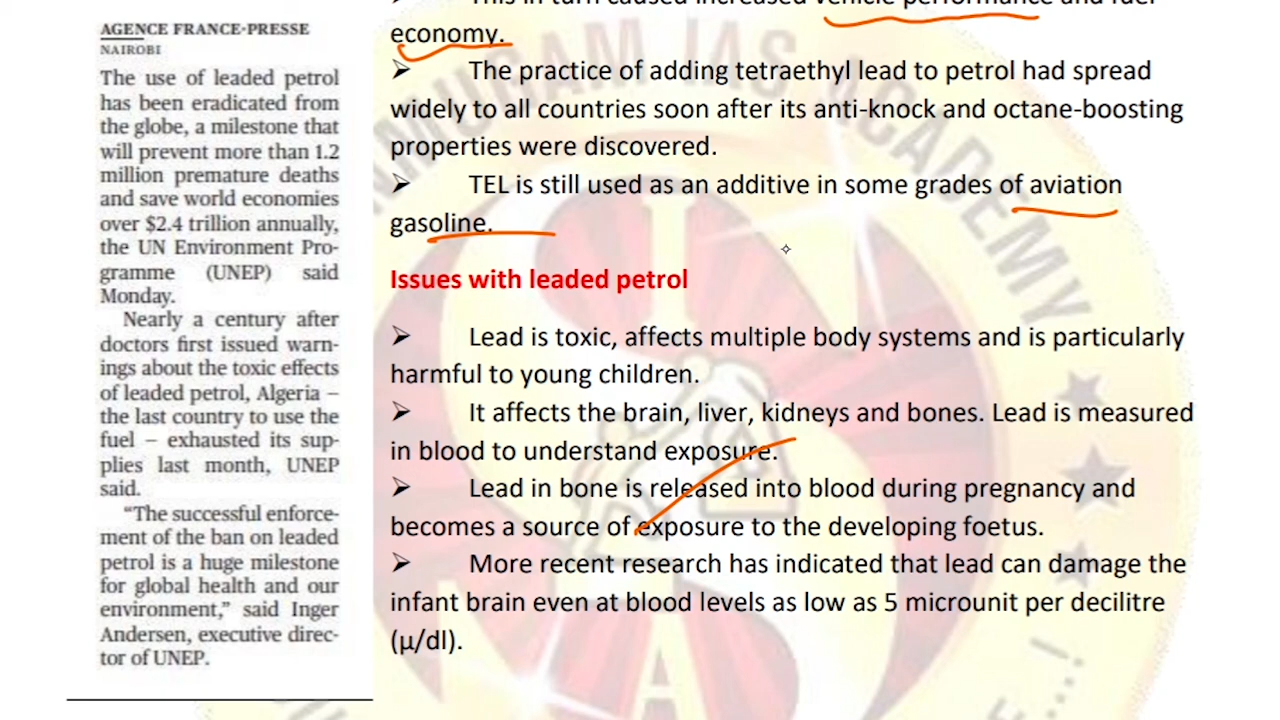 AGENCE FRANCE-PRESSE
NAIROBI
The use of leaded petrol
has been eradicated from
the globe, a milestone that
will prevent more than 1.2
million premature deaths
and save world economies
over $2.4 trillion annually,
the UN Environment Pro-
gramme (UNEP) said
Monday.
Nearly a century after
doctors first issued warn-
ings about the toxic effects
of leaded petrol, Algeria –
the last country to use the
fuel – exhausted its sup-
plies last month, UNEP
said.
“The successful enforce-
ment of the ban on leaded
petrol is a huge milestone
for global health and our
environment,” said Inger
Andersen, executive direc-
tor of UNEP.
This in turn caused increased vehicle performance and fuel
economy.
The practice of adding tetraethyl lead to petrol had spread
widely to all countries soon after its anti-knock and octane-boosting
properties were discovered.
TEL is still used as an additive in some grades of aviation
gasoline.
Issues with leaded petrol
Lead is toxic, affects multiple body systems and is particularly
harmful to young children.
It affects the brain, liver, kidneys and bones. Lead is measured
in blood to understand exposure.
Lead in bone is released into blood during pregnancy and
becomes a source of exposure to the developing foetus.
More recent research has indicated that lead can damage the
infant brain even at blood levels as low as 5 microunit per decilitre
(µ/dl).
IAS ACADEMY